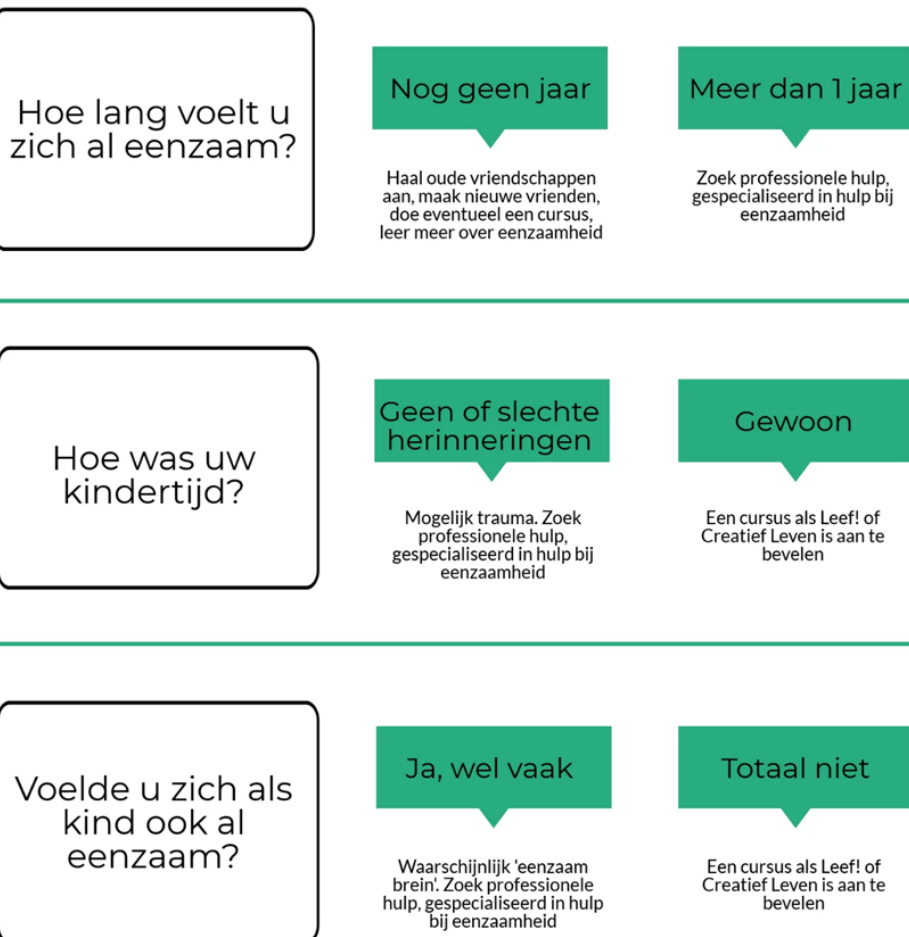 Hoe lang voelt u
zich al eenzaam?
Nog geen jaar
Haal oude vriendschappen
aan, maak nieuwe vrienden,
doe eventueel een cursus,
leer meer over eenzaamheid
Meer dan 1 jaar
Zoek professionele hulp,
gespecialiseerd in hulp bij
eenzaamheid
Hoe was uw
kindertijd?
Geen of slechte
herinneringen
Mogelijk trauma. Zoek
professionele hulp,
gespecialiseerd in hulp bij
eenzaamheid
Gewoon
Een cursus als Leef! of
Creatief Leven is aan te
bevelen
Voelde u zich als
kind ook al
eenzaam?
Ja, wel vaak
Waarschijnlijk 'eenzaam
brein'. Zoek professionele
hulp, gespecialiseerd in hulp
bij eenzaamheid
Totaal niet
Een cursus als Leef! of
Creatief Leven is aan te
bevelen